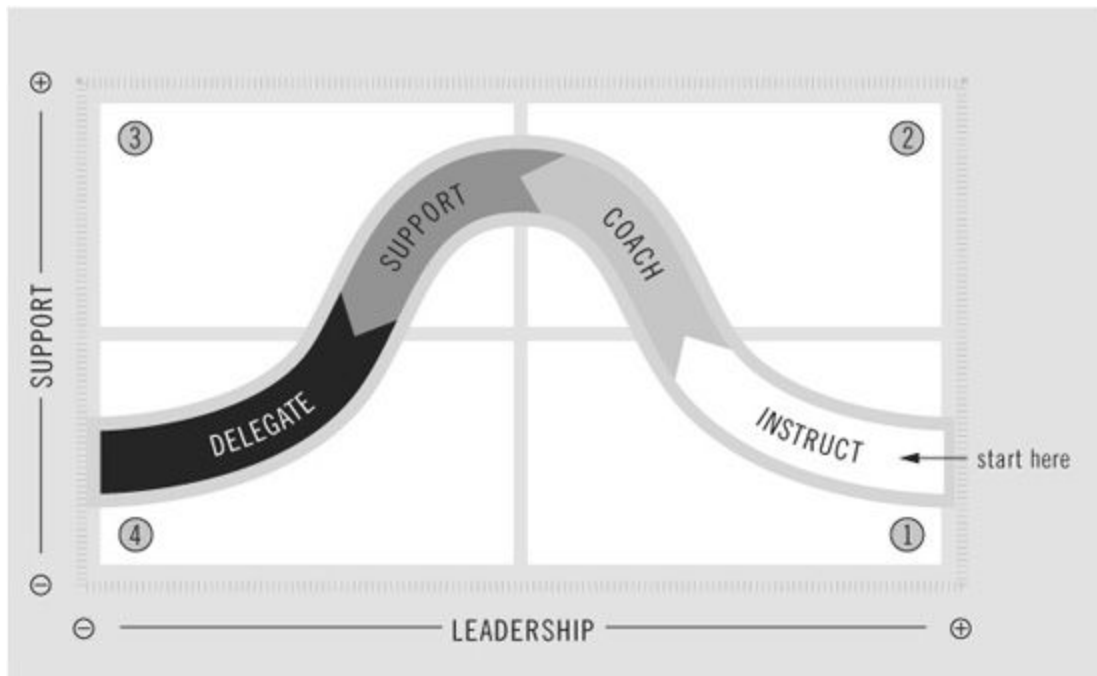 ⊕
3
2
SUPPORT
COACH
SUPPORT
DELEGATE
INSTRUCT
start here
4
1
⊖
⊖ LEADERSHIP ⊕